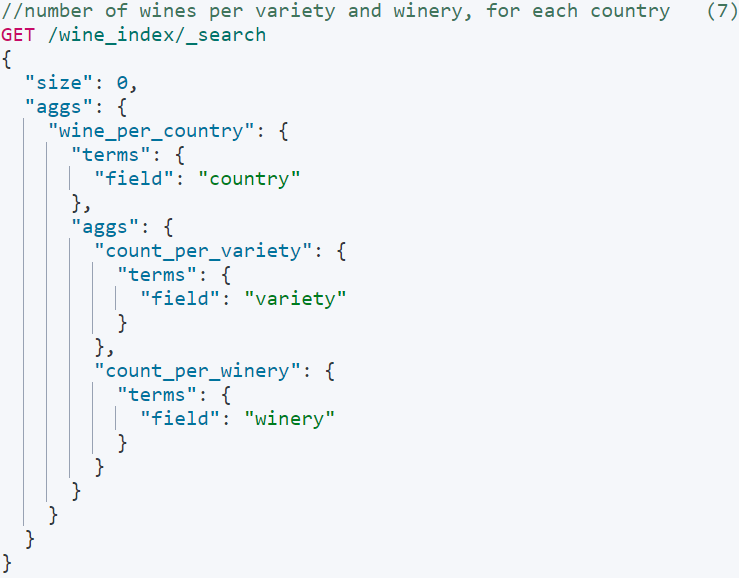 //number of wines per variety and winery, for each country (7)
GET /wine_index/_search
{
  "size": 0,
  "aggs": {
    "wine_per_country": {
      "terms": {
        "field": "country"
      },
      "aggs": {
        "count_per_variety": {
          "terms": {
            "field": "variety"
          }
        },
        "count_per_winery": {
          "terms": {
            "field": "winery"
          }
        }
      }
    }
  }
}